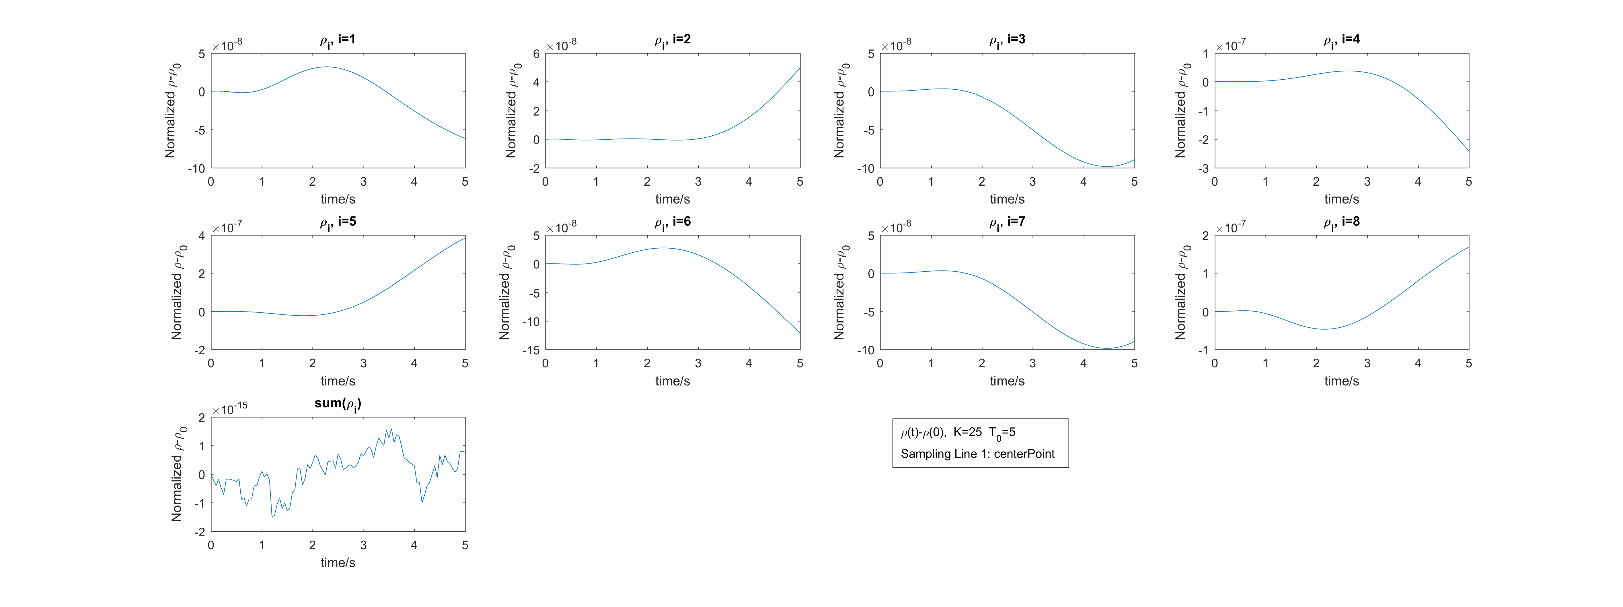 ρi, i=1
×10-8
Normalized ρ-ρ0
5
0
-5
-10
0 1 2 3 4 5
time/s
ρi, i=2
×10-8
Normalized ρ-ρ0
6
4
2
0
-2
0 1 2 3 4 5
time/s
ρi, i=3
×10-8
Normalized ρ-ρ0
5
0
-5
-10
0 1 2 3 4 5
time/s
ρi, i=4
×10-7
Normalized ρ-ρ0
1
0
-1
-2
-3
0 1 2 3 4 5
time/s
ρi, i=5
×10-7
Normalized ρ-ρ0
4
2
0
-2
0 1 2 3 4 5
time/s
ρi, i=6
×10-8
Normalized ρ-ρ0
5
0
-5
-10
-15
0 1 2 3 4 5
time/s
ρi, i=7
×10-8
Normalized ρ-ρ0
5
0
-5
-10
0 1 2 3 4 5
time/s
ρi, i=8
×10-7
Normalized ρ-ρ0
2
1
0
-1
0 1 2 3 4 5
time/s
sum(ρi)
×10-15
Normalized ρ-ρ0
2
1
0
-1
-2
0 1 2 3 4 5
time/s
ρ(t)-ρ(0), K=25 T0=5
Sampling Line 1: centerPoint